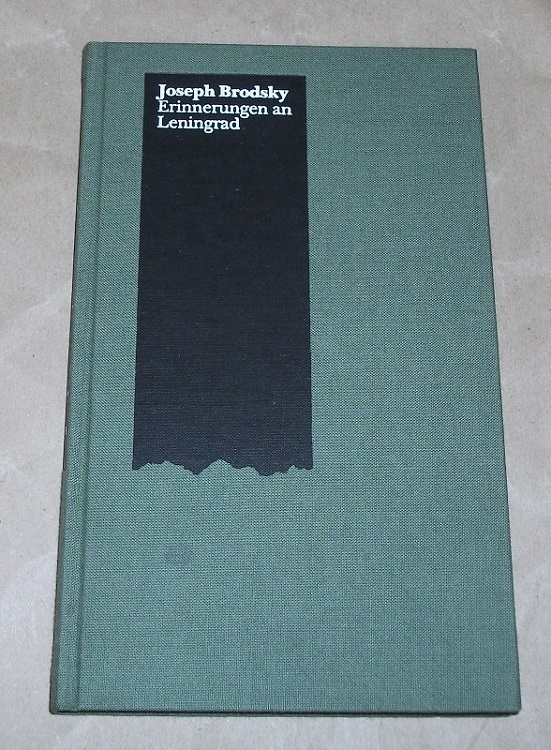 Joseph Brodsky
Erinnerungen an
Leningrad